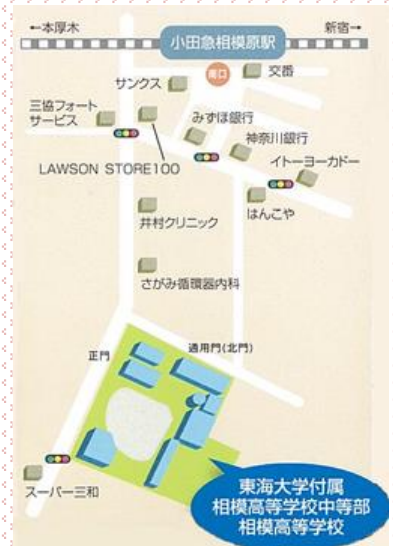 ←本厚木
新宿→
小田急相模原駅
南口
交番
サンクス
三協フォート
サービス
みずほ銀行
神奈川銀行
イトーヨーカドー
LAWSON STORE100
はんこや
井村クリニック
さがみ循環器内科
通用門(北門)
正門
スーパー三和
東海大学付属
相模高等学校中等部
相模高等学校